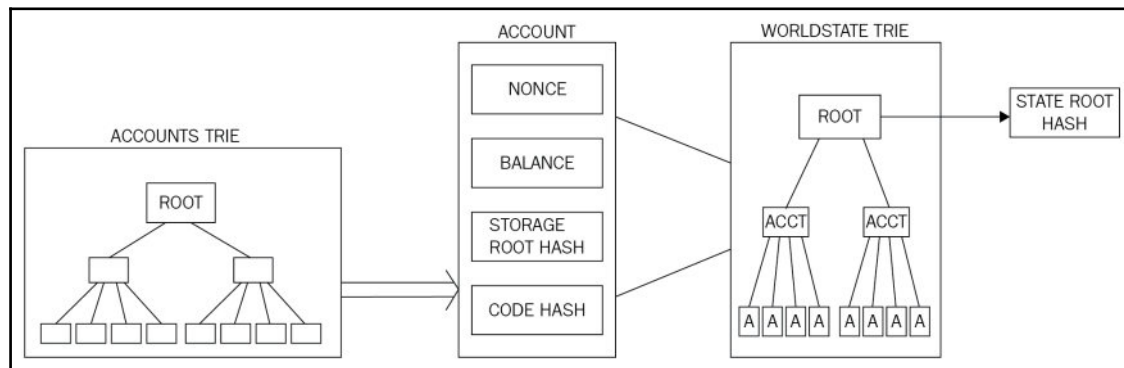 ACCOUNTS TRIE
ROOT
ACCOUNT
NONCE
BALANCE
STORAGE
ROOT HASH
CODE HASH
WORLDSTATE TRIE
ROOT
ACCT ACCT
A A A A A A A A
STATE ROOT
HASH